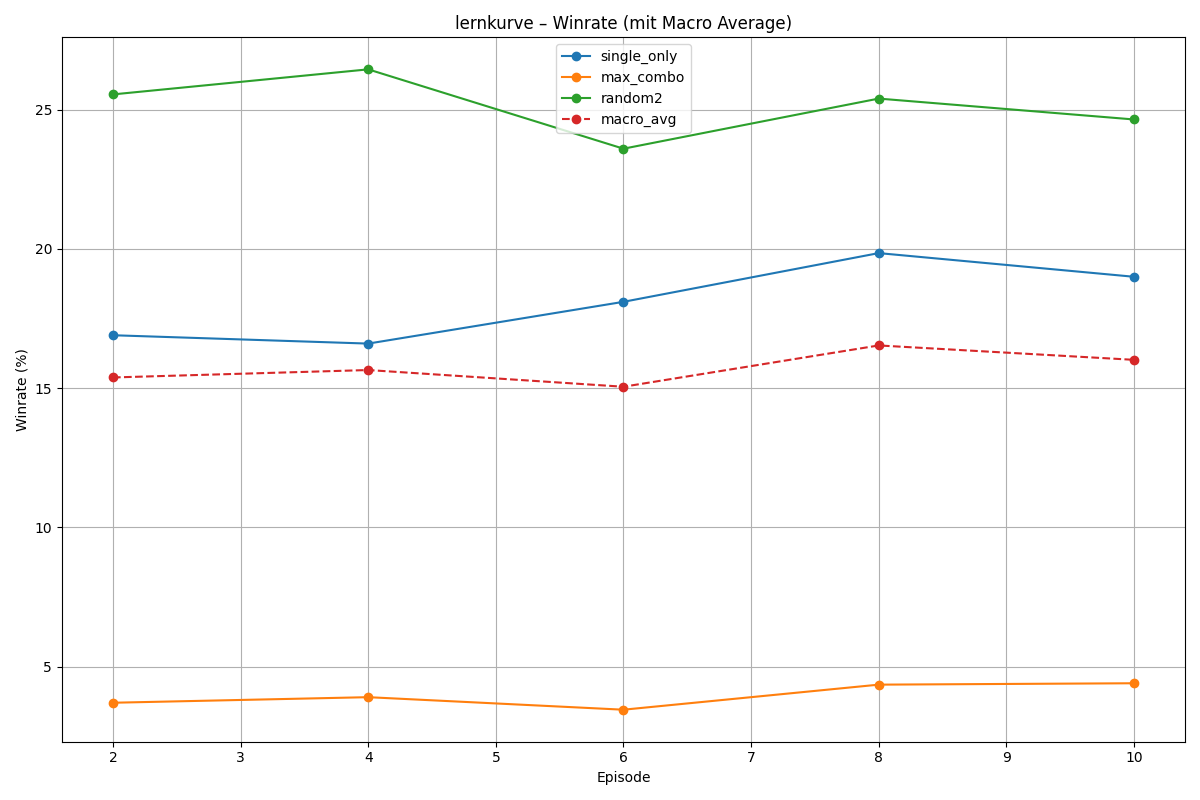 lernkurve – Winrate (mit Macro Average)
single_only
max_combo
random2
macro_avg
Winrate (%)
25
20
15
10
5
2 3 4 5 6 7 8 9 10
Episode